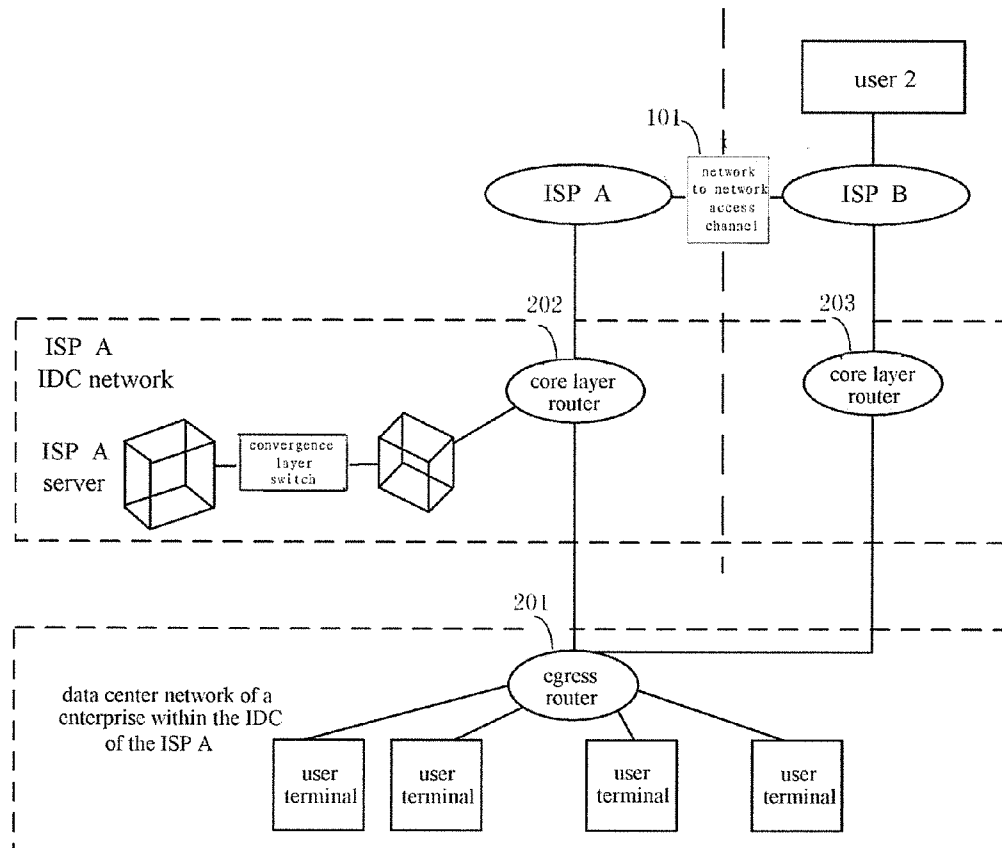 user 2
101
network
to network
access
channel
ISP A
ISP B
202
203
ISP A
IDC network
core layer
router
core layer
router
ISP A
server
convergence
layer
switch
201
egress
router
data center network of a
enterprise within the IDC
of the ISP A
user
terminal
user
terminal
user
terminal
user
terminal